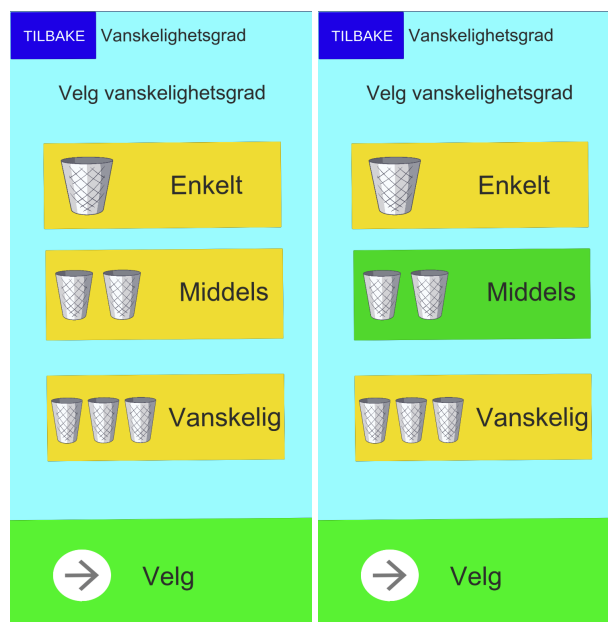 TILBAKE Vanskelighetsgrad
Velg vanskelighetsgrad
Enkelt
Middels
Vanskelig
Velg
TILBAKE Vanskelighetsgrad
Velg vanskelighetsgrad
Enkelt
Middels
Vanskelig
Velg